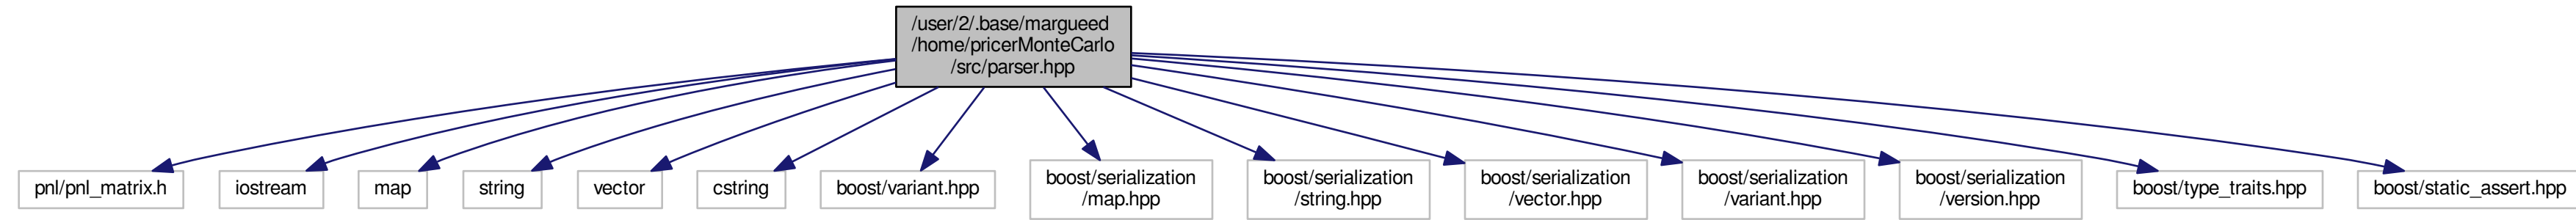 /user/2/.base/margueed
/home/pricerMonteCarlo
/src/parser.hpp
pnl/pnl_matrix.h
iostream
map
string
vector
cstring
boost/variant.hpp
boost/serialization
/map.hpp
boost/serialization
/string.hpp
boost/serialization
/vector.hpp
boost/serialization
/variant.hpp
boost/serialization
/version.hpp
boost/type_traits.hpp
boost/static_assert.hpp